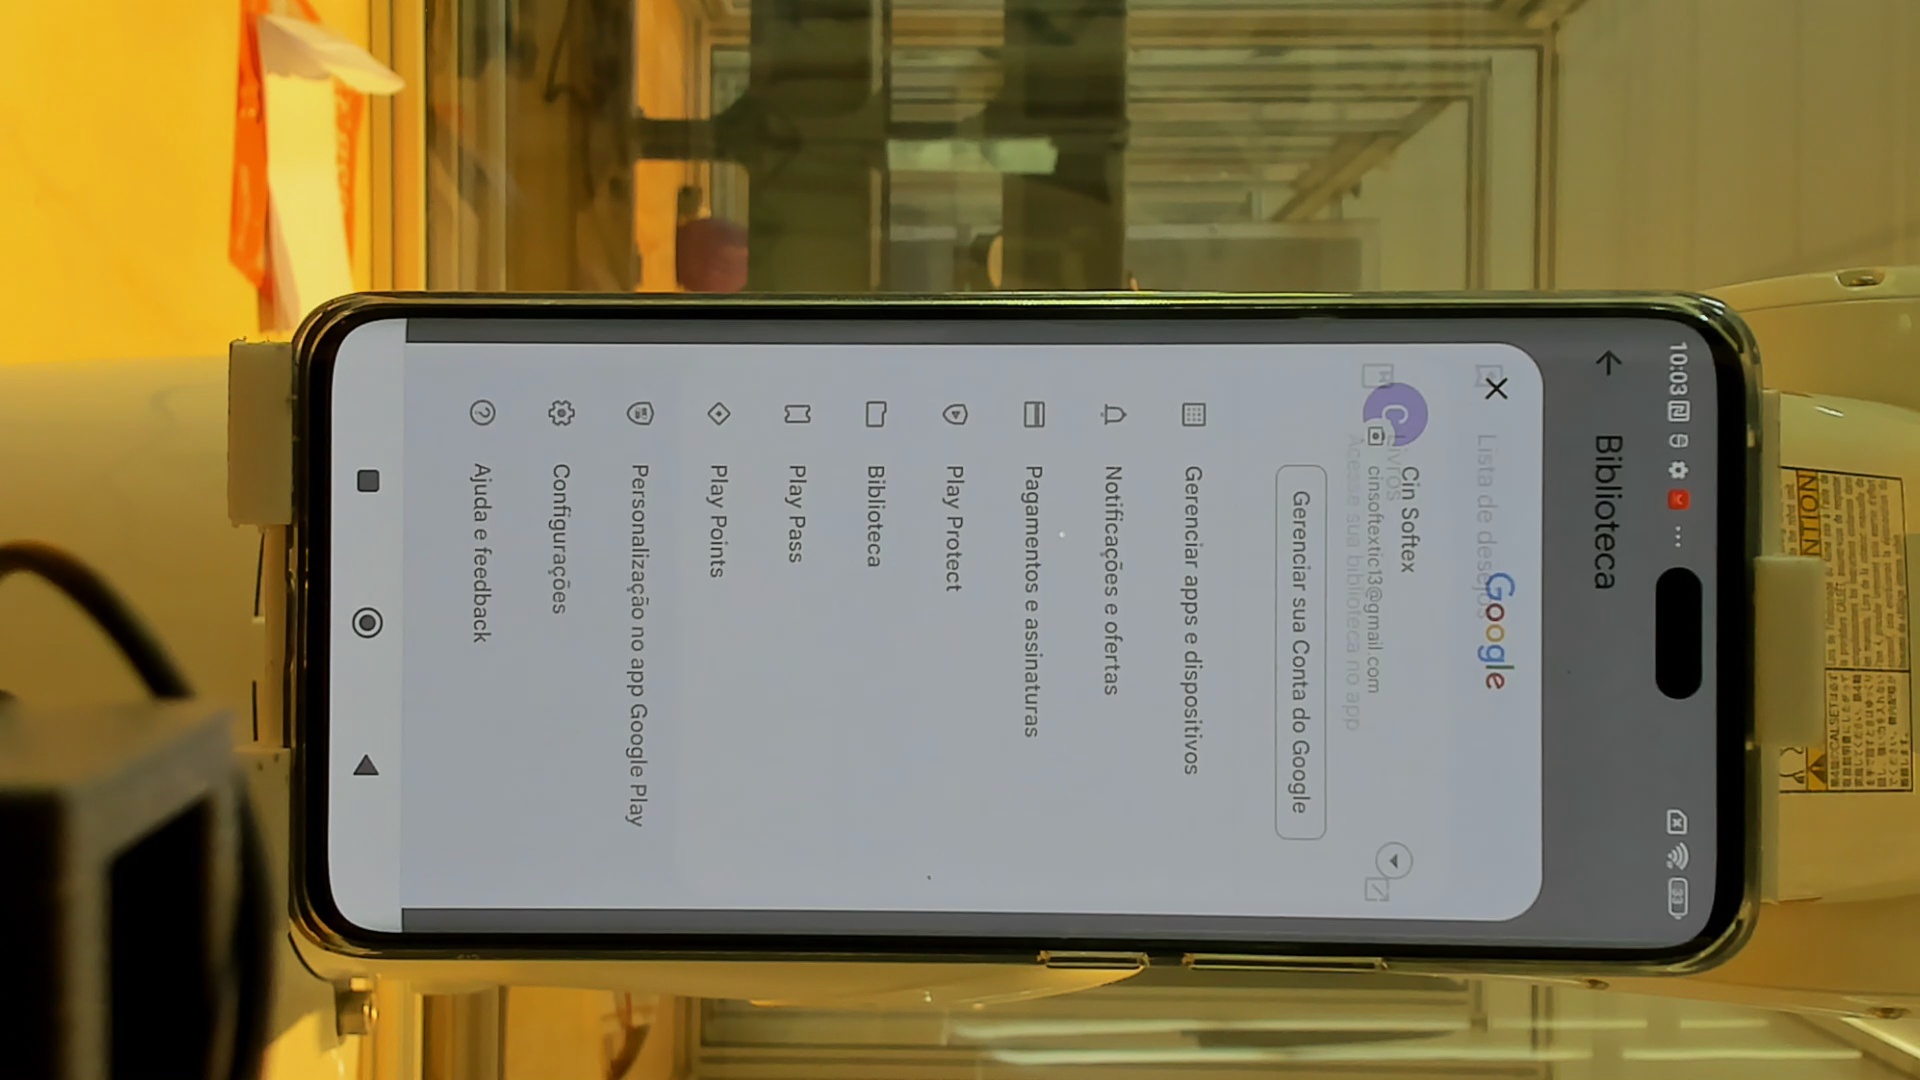 10:03
33
Biblioteca
Lista de desejos
Google
Cin Softex
cinsoftextic13@gmail.com
Livros
Acesse sua biblioteca no app
Gerenciar sua Conta do Google
Gerenciar apps e dispositivos
Notificações e ofertas
Pagamentos e assinaturas
Play Protect
Biblioteca
Play Pass
Play Points
Personalização no app Google Play
Configurações
Ajuda e feedback
NOTIN